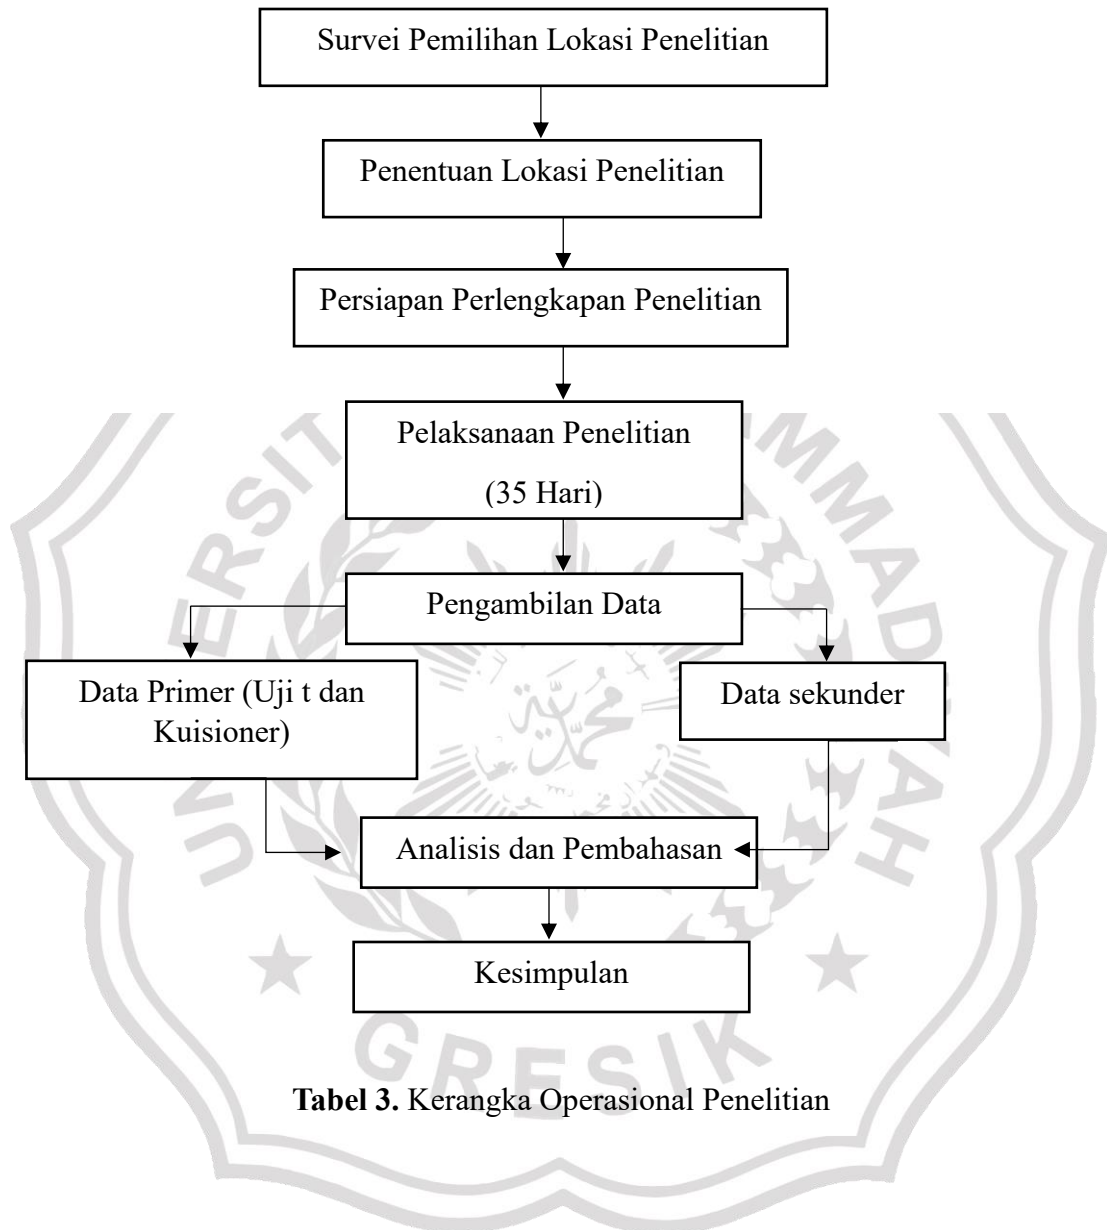 Survei Pemilihan Lokasi Penelitian
Penentuan Lokasi Penelitian
Persiapan Perlengkapan Penelitian
Pelaksanaan Penelitian
(35 Hari)
Pengambilan Data
Data Primer (Uji t dan
Kuisioner)
Data sekunder
Analisis dan Pembahasan
Kesimpulan
GRESIK
Tabel 3. Kerangka Operasional Penelitian